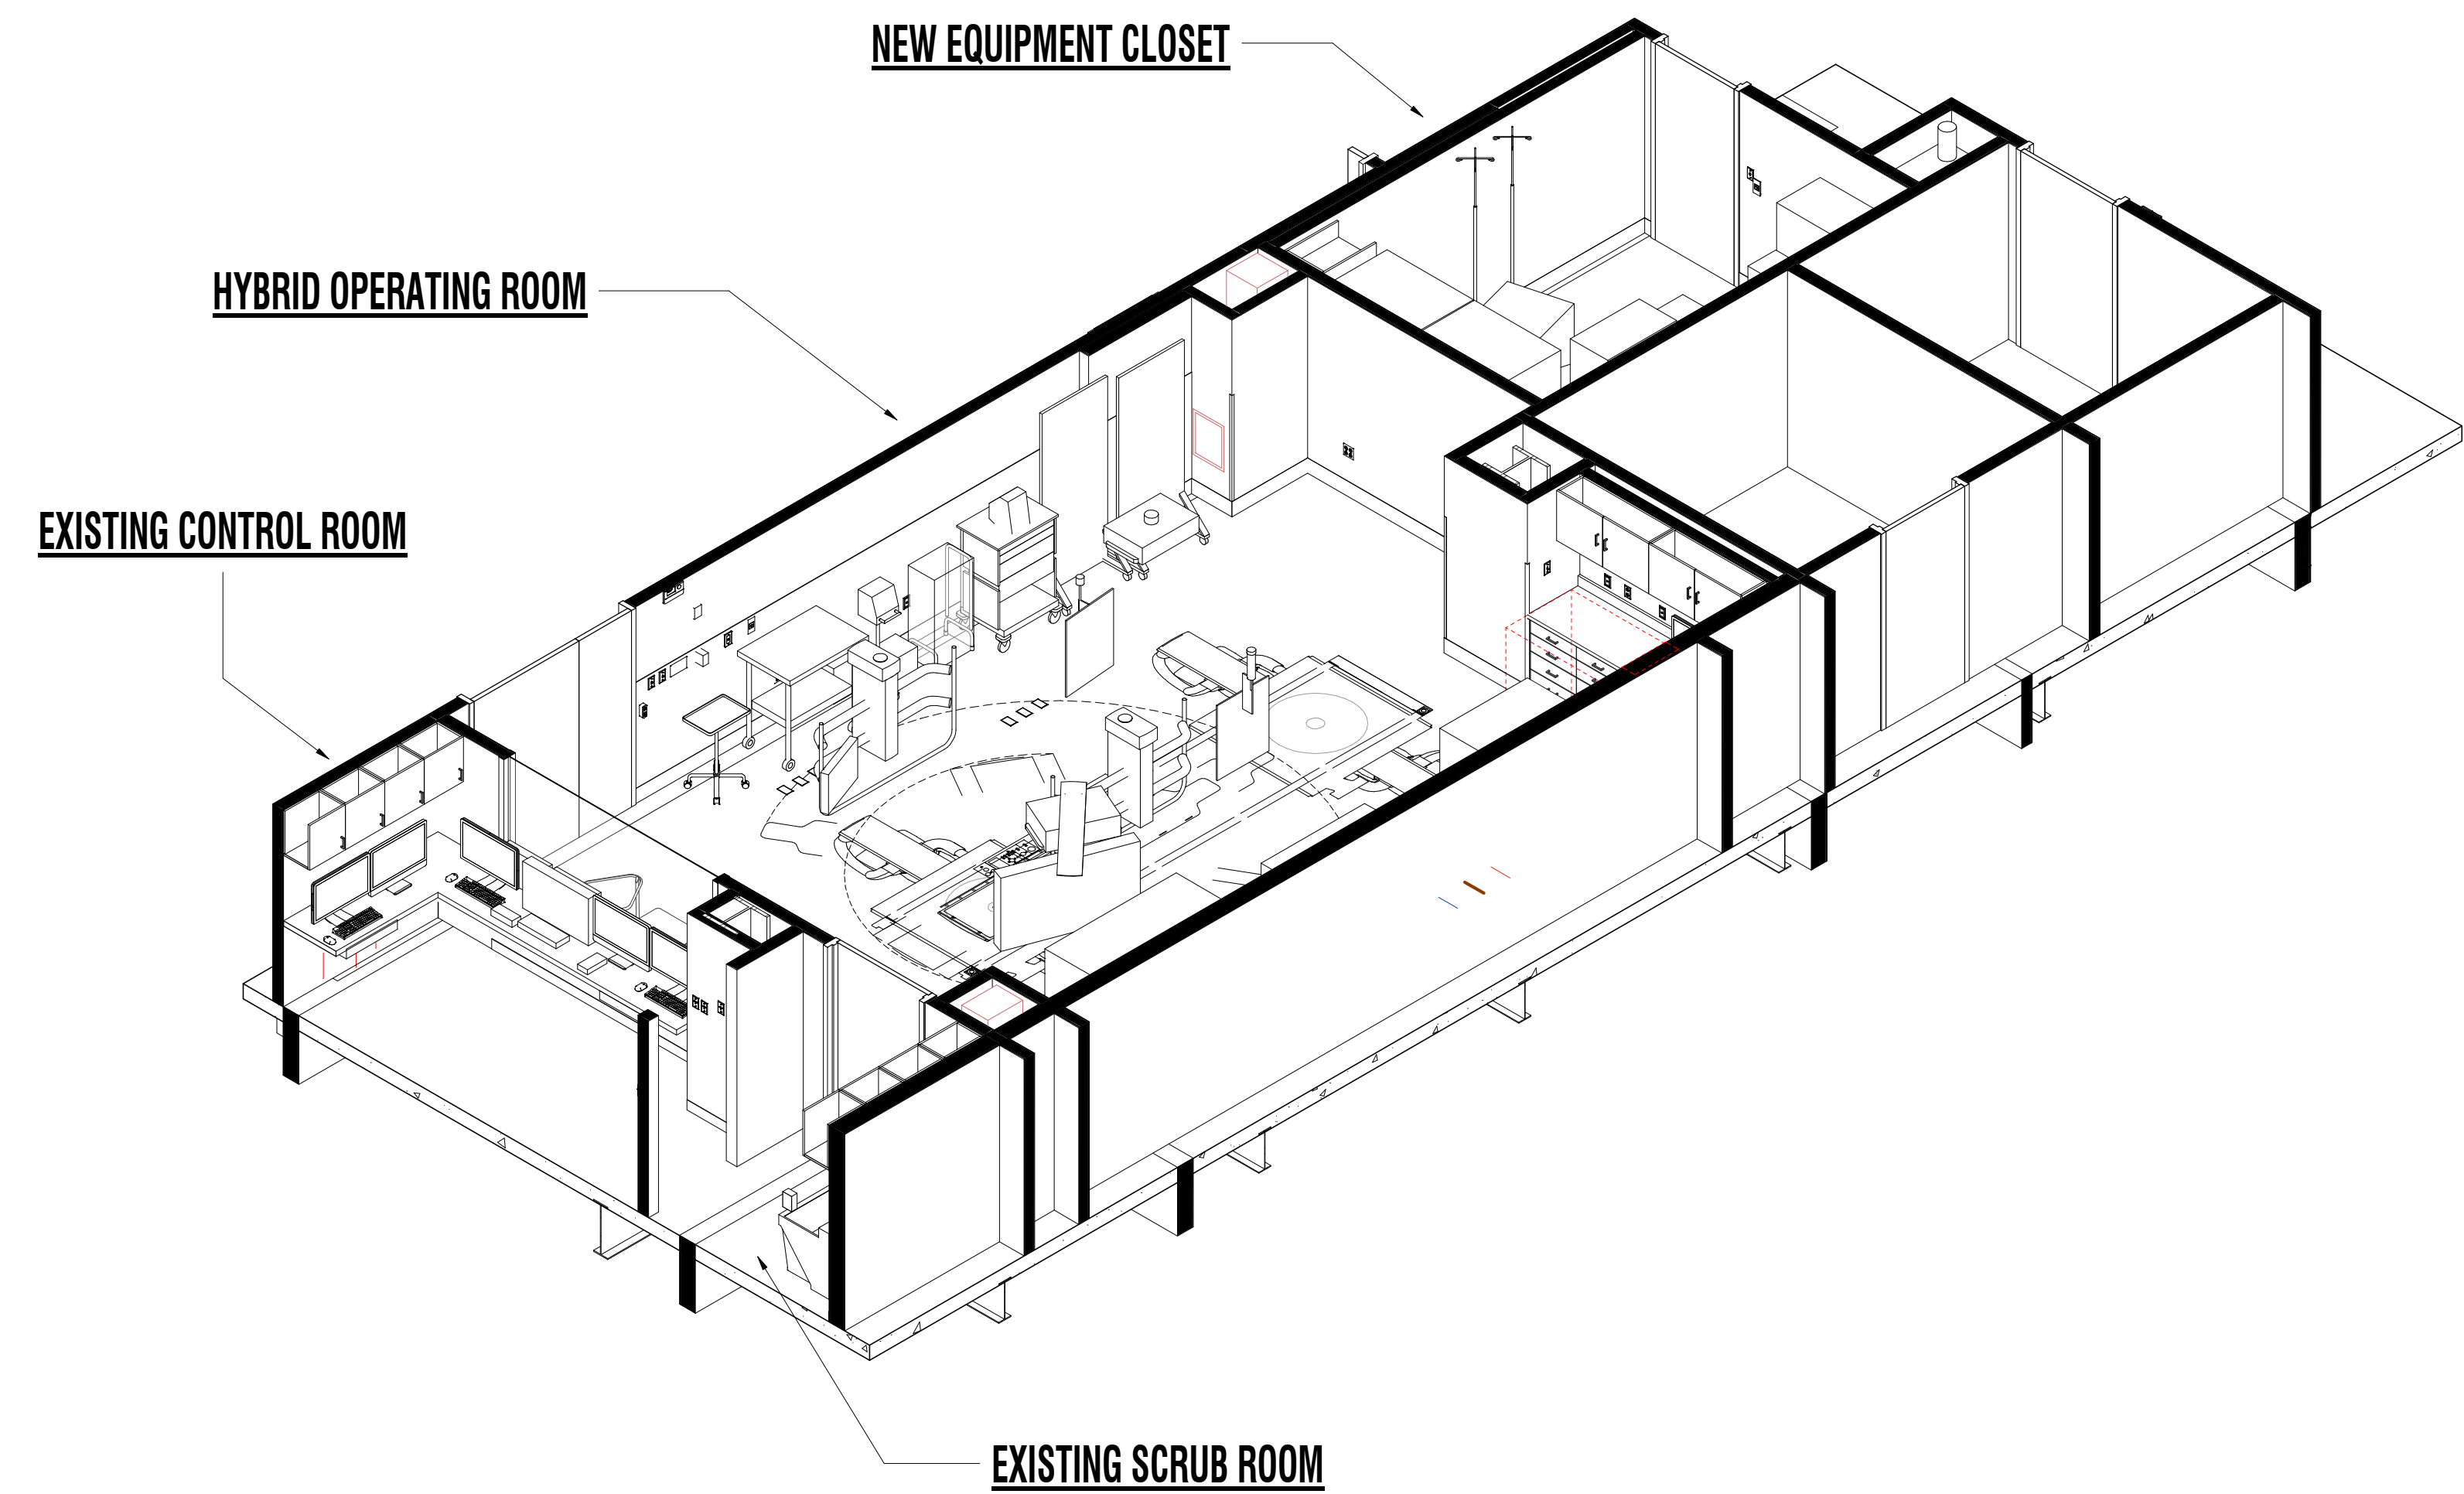 NEW EQUIPMENT CLOSET
HYBRID OPERATING ROOM
EXISTING CONTROL ROOM
EXISTING SCRUB ROOM